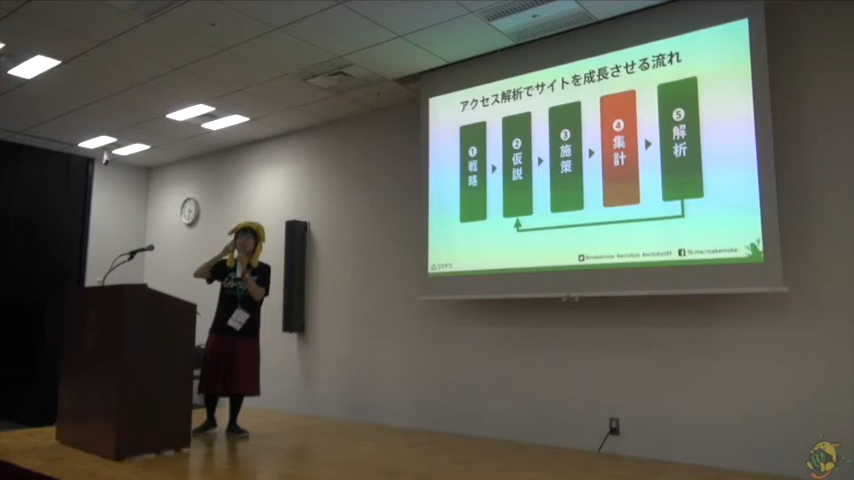 アクセス解析でサイトを成長させる流れ
❶
戦略
❷
仮説
❸
施策
❹
集計
❺
解析